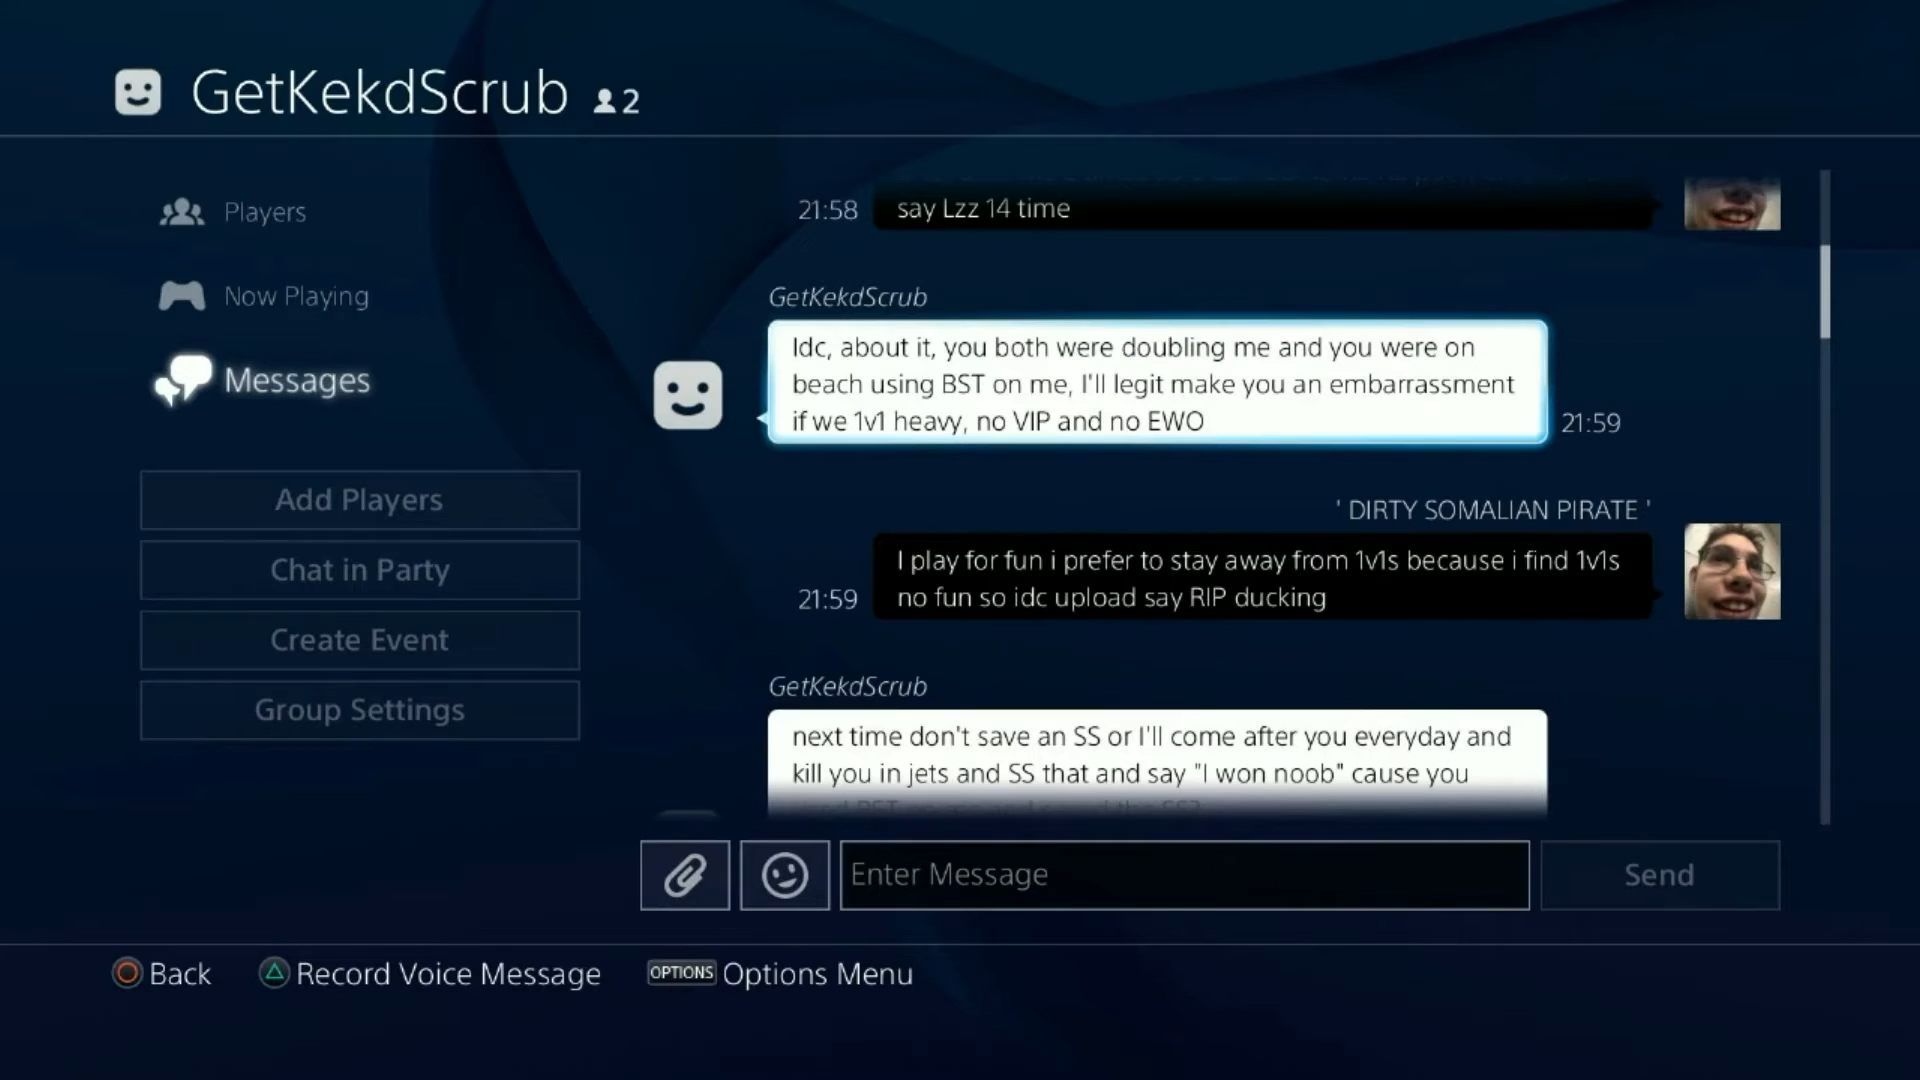 GetKekdScrub 2
Players
Now Playing
Messages
Add Players
Chat in Party
Create Event
Group Settings
21:58
say Lzz 14 time
GetKekdScrub
Idc, about it, you both were doubling me and you were on
beach using BST on me, I'll legit make you an embarrassment
if we 1v1 heavy, no VIP and no EWO
21:59
' DIRTY SOMALIAN PIRATE '
I play for fun i prefer to stay away from 1v1s because i find 1v1s
no fun so idc upload say RIP ducking
21:59
GetKekdScrub
next time don't save an SS or I'll come after you everyday and
kill you in jets and SS that and say "I won noob" cause you
Enter Message
Send
Back
Record Voice Message
OPTIONS Options Menu